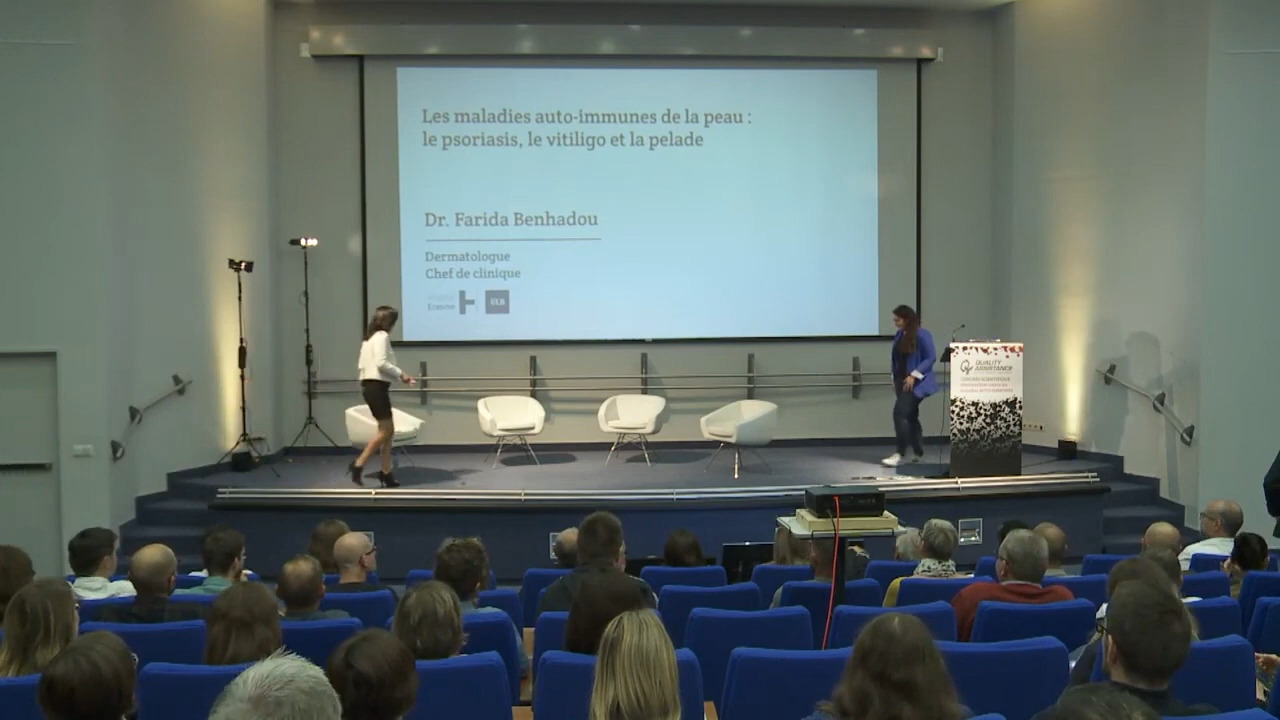 Les maladies auto-immunes de la peau :
le psoriasis, le vitiligo et la pelade
Dr. Farida Benhadou
Dermatologue
Chef de clinique
Erasme
ULB
QUALITY
ASSISTANCE